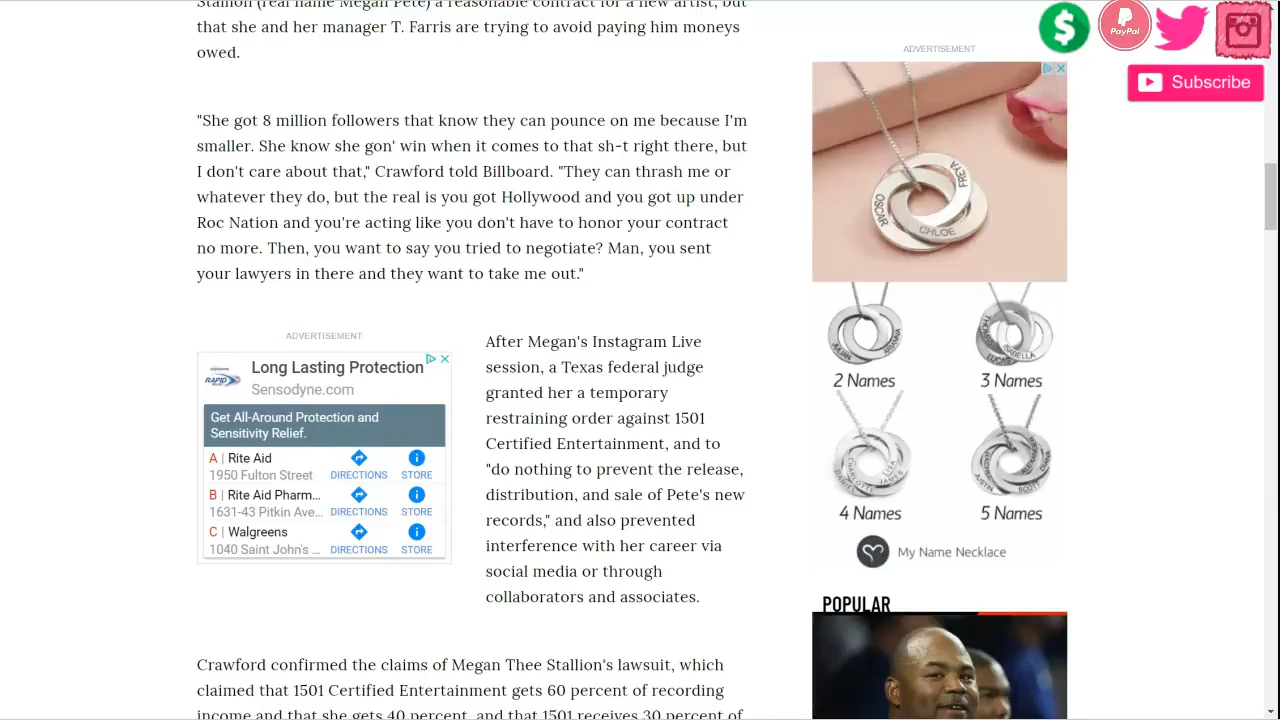 Stallion (real name Megan Pete) a reasonable contract for a new artist, but
that she and her manager T. Farris are trying to avoid paying him moneys
owed.
"She got 8 million followers that know they can pounce on me because I'm
smaller. She know she gon' win when it comes to that sh-t right there, but
I don't care about that," Crawford told Billboard. "They can thrash me or
whatever they do, but the real is you got Hollywood and you got up under
Roc Nation and you're acting like you don't have to honor your contract
no more. Then, you want to say you tried to negotiate? Man, you sent
your lawyers in there and they want to take me out."
ADVERTISEMENT
Long Lasting Protection
Sensodyne.com
SENSODYNE
RAPID
RELIEF
Get All-Around Protection and
Sensitivity Relief.
A | Rite Aid
1950 Fulton Street
DIRECTIONS STORE
B | Rite Aid Pharm...
1631-43 Pitkin Ave...
DIRECTIONS STORE
C | Walgreens
1040 Saint John's ...
DIRECTIONS STORE
After Megan's Instagram Live
session, a Texas federal judge
granted her a temporary
restraining order against 1501
Certified Entertainment, and to
"do nothing to prevent the release,
distribution, and sale of Pete's new
records," and also prevented
interference with her career via
social media or through
collaborators and associates.
Crawford confirmed the claims of Megan Thee Stallion's lawsuit, which
claimed that 1501 Certified Entertainment gets 60 percent of recording
income and that she gets 40 percent, and that 1501 receives 30 percent of
ADVERTISEMENT
OSCAR
CHLOE
FREYA
2 Names
3 Names
4 Names
5 Names
My Name Necklace
POPULAR
$
PayPal
Subscribe